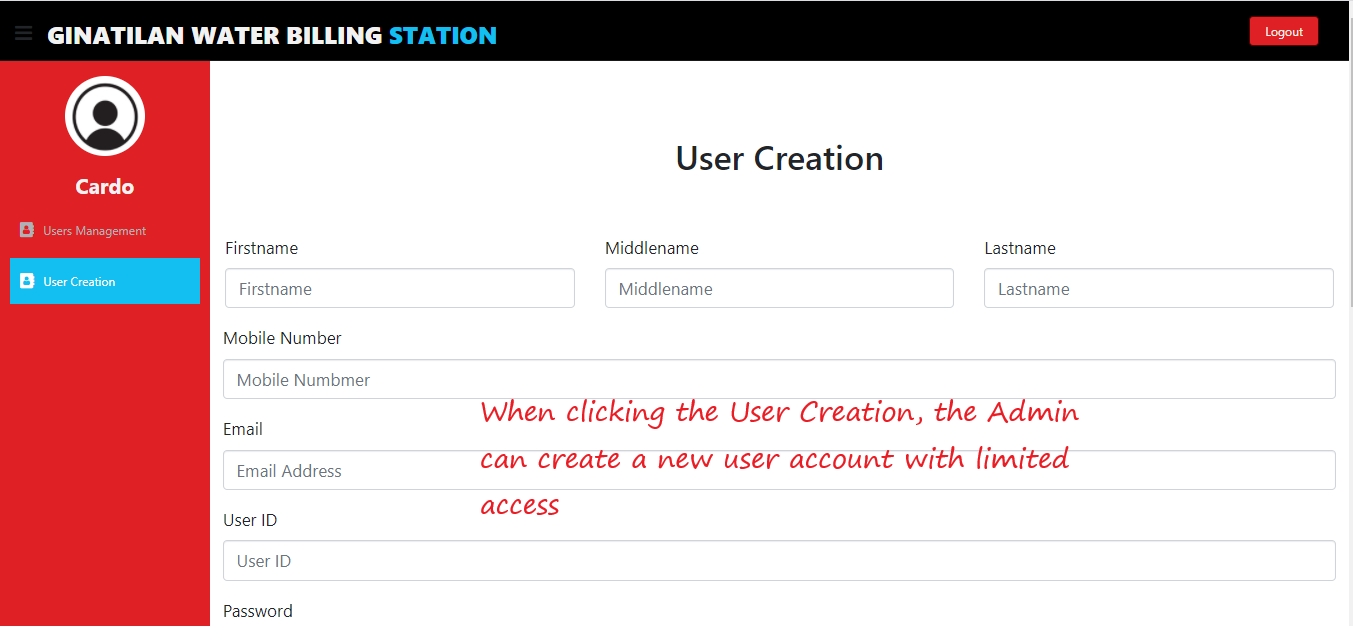 GINATILAN WATER BILLING STATION
Logout
Cardo
Users Management
User Creation
User Creation
Firstname Middlename Lastname
Firstname Middlename Lastname
Mobile Number
Mobile Numbmer
When clicking the User Creation, the Admin
can create a new user account with limited
access
Email
Email Address
User ID
User ID
Password